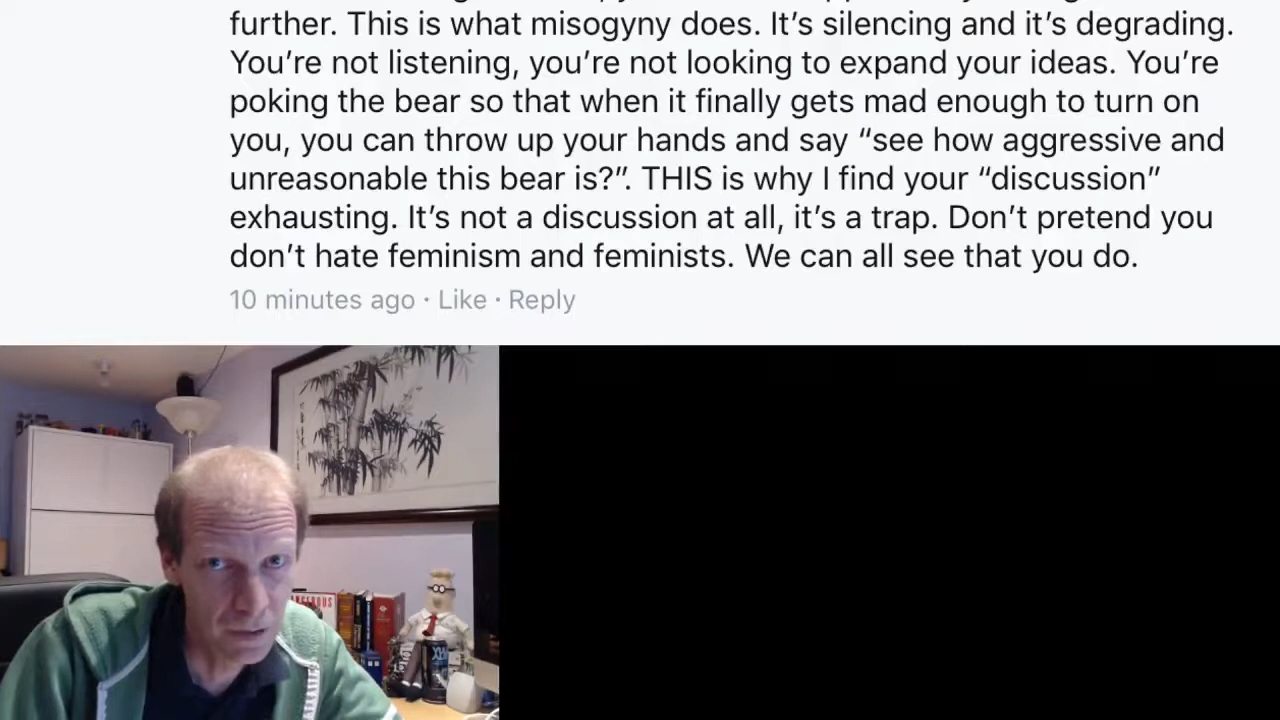 further. This is what misogyny does. It’s silencing and it’s degrading.
You’re not listening, you’re not looking to expand your ideas. You’re
poking the bear so that when it finally gets mad enough to turn on
you, you can throw up your hands and say “see how aggressive and
unreasonable this bear is?”. THIS is why I find your “discussion”
exhausting. It’s not a discussion at all, it’s a trap. Don’t pretend you
don’t hate feminism and feminists. We can all see that you do.
10 minutes ago · Like · Reply